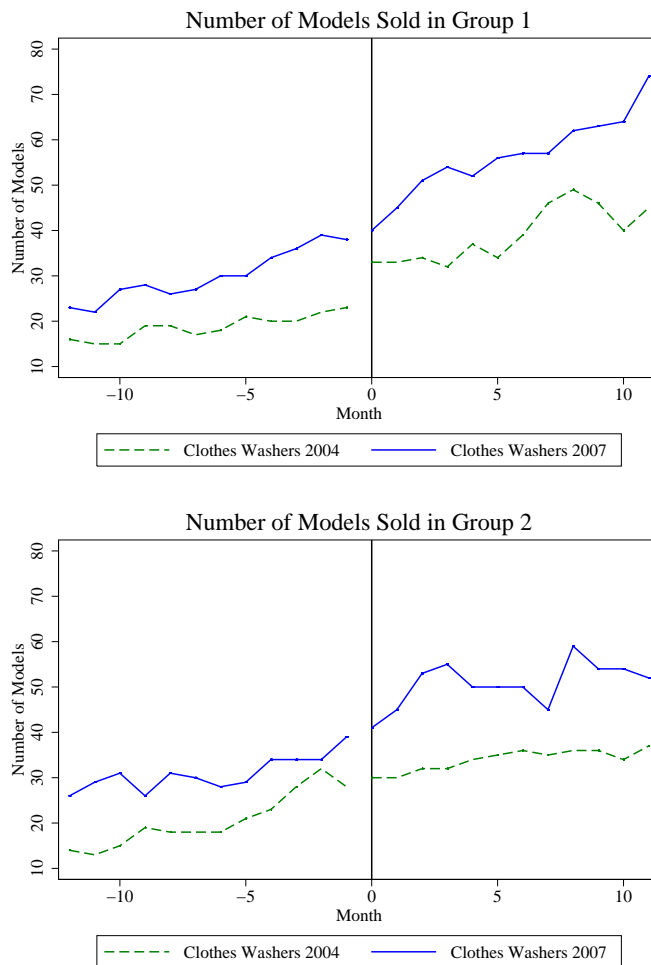 Number of Models Sold in Group 1
80
70
60
50
40
30
20
10
Number of Models
−10
−5
0
5
10
Month
Clothes Washers 2004
Clothes Washers 2007
Number of Models Sold in Group 2
80
70
60
50
40
30
20
10
Number of Models
−10
−5
0
5
10
Month
Clothes Washers 2004
Clothes Washers 2007